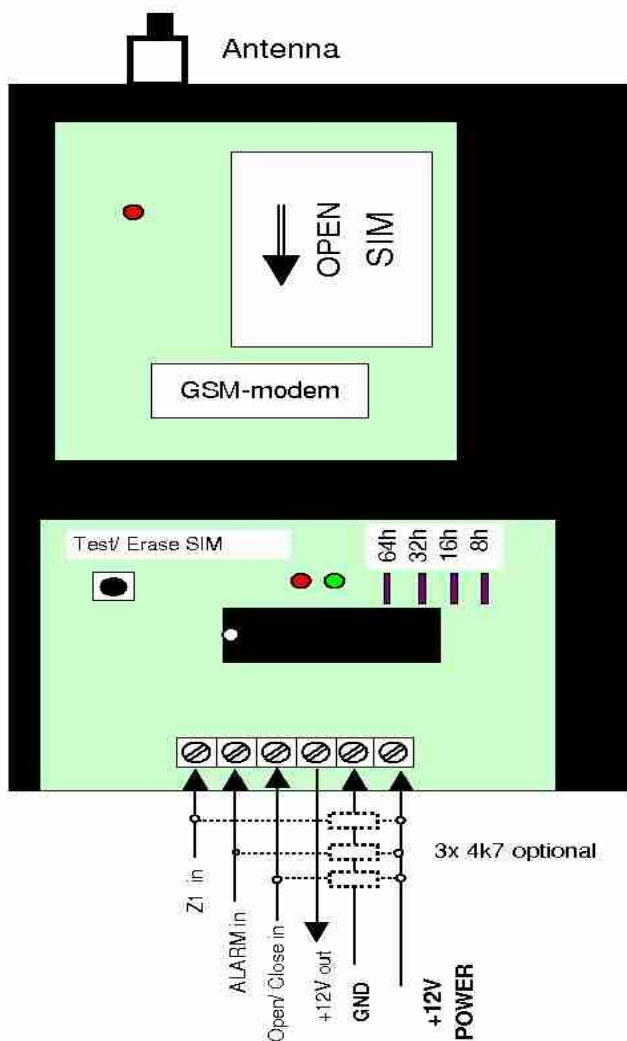 Antenna
OPEN
SIM
GSM-modem
Test/ Erase SIM
64h
32h
16h
8h
3x 4k7 optional
Z1 in
ALARM in
Open/ Close in
+12V out
GND
+12V
POWER